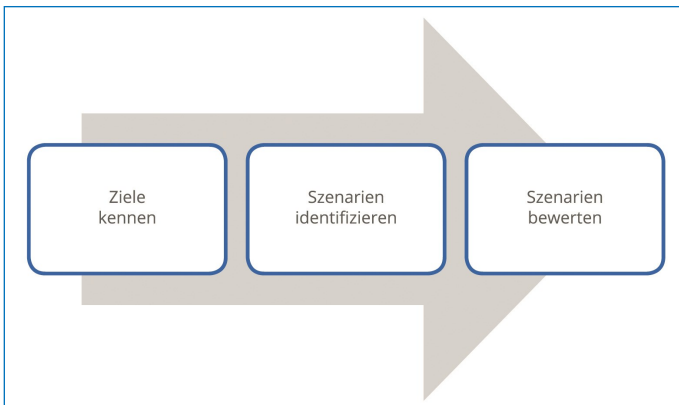 Ziele
kennen
Szenarien
identifizieren
Szenarien
bewerten